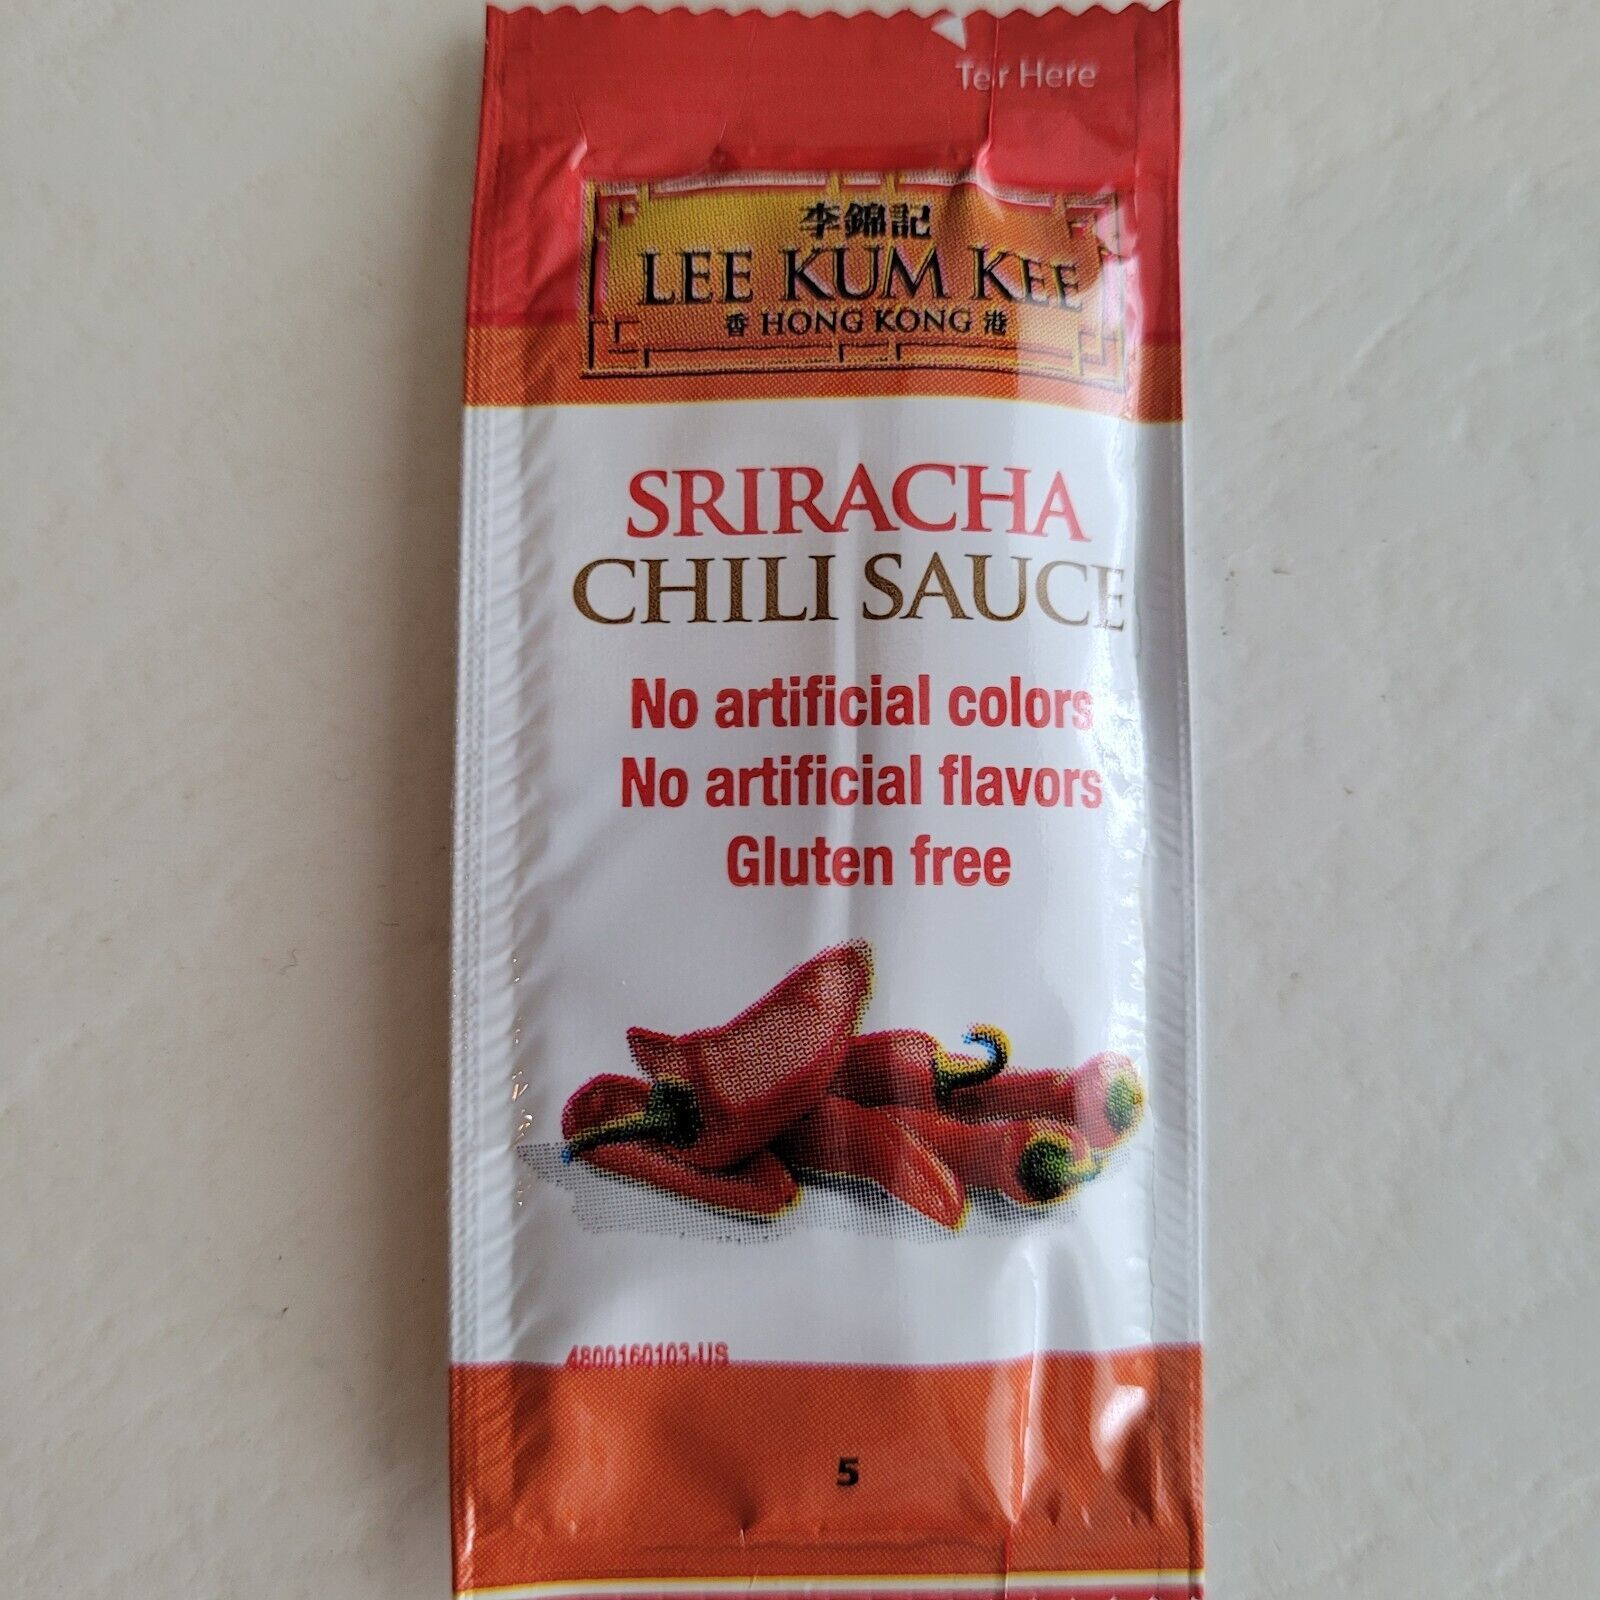 Tear Here
李錦記
LEE KUM KEE
香 HONG KONG 港
SRIRACHA
CHILI SAUCE
No artificial colors
No artificial flavors
Gluten free
4800160103-US
5